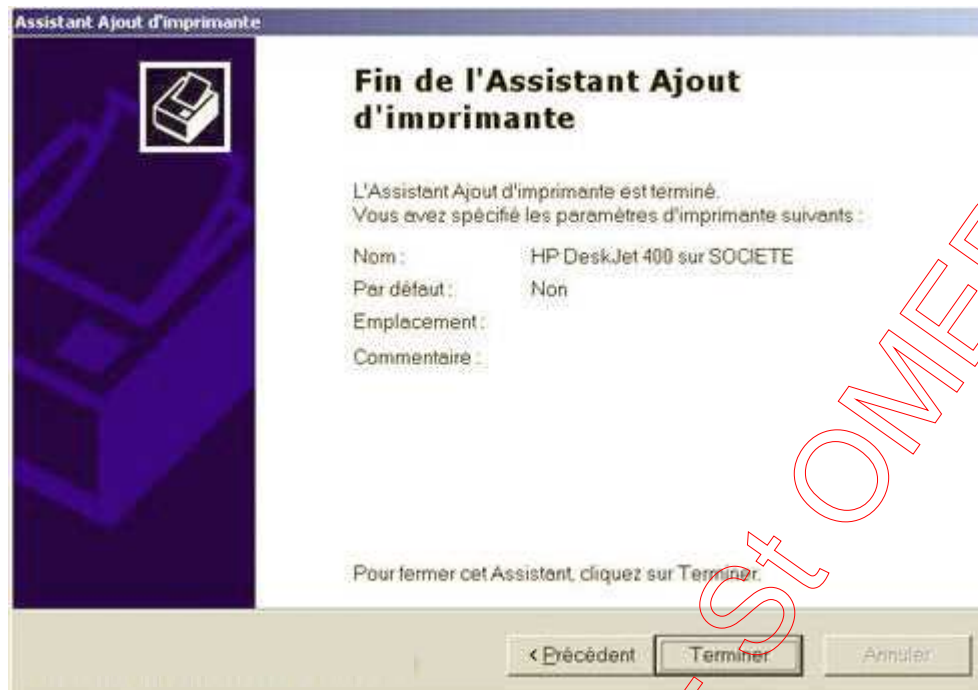 Assistant Ajout d'imprimante
Fin de l'Assistant Ajout
d'imprimante
L'Assistant Ajout d'imprimante est terminé.
Vous avez spécifié les paramètres d'imprimante suivants :
Nom : HP DeskJet 400 sur SOCIETE
Par défaut : Non
Emplacement :
Commentaire :
Pour fermer cet Assistant, cliquez sur Terminer.
< Précédent Terminer Annuler
St OME